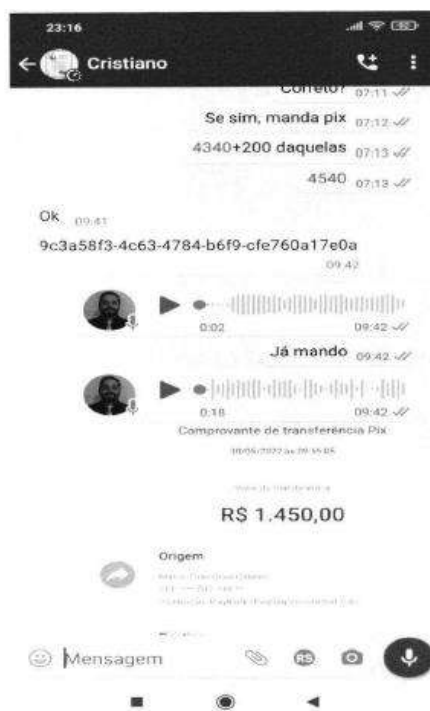 23:16
Cristiano
Correto? 07:11
Se sim, manda pix 07:12
4340+200 daquelas 07:13
4540 07:13
Ok 09:41
9c3a58f3-4c63-4784-b6f9-cfe760a17e0a
09:42
0:02 09:42
Já mando 09:42
0:18 09:42
Comprovante de transferência Pix
R$ 1.450,00
Origem
Mensagem
R$